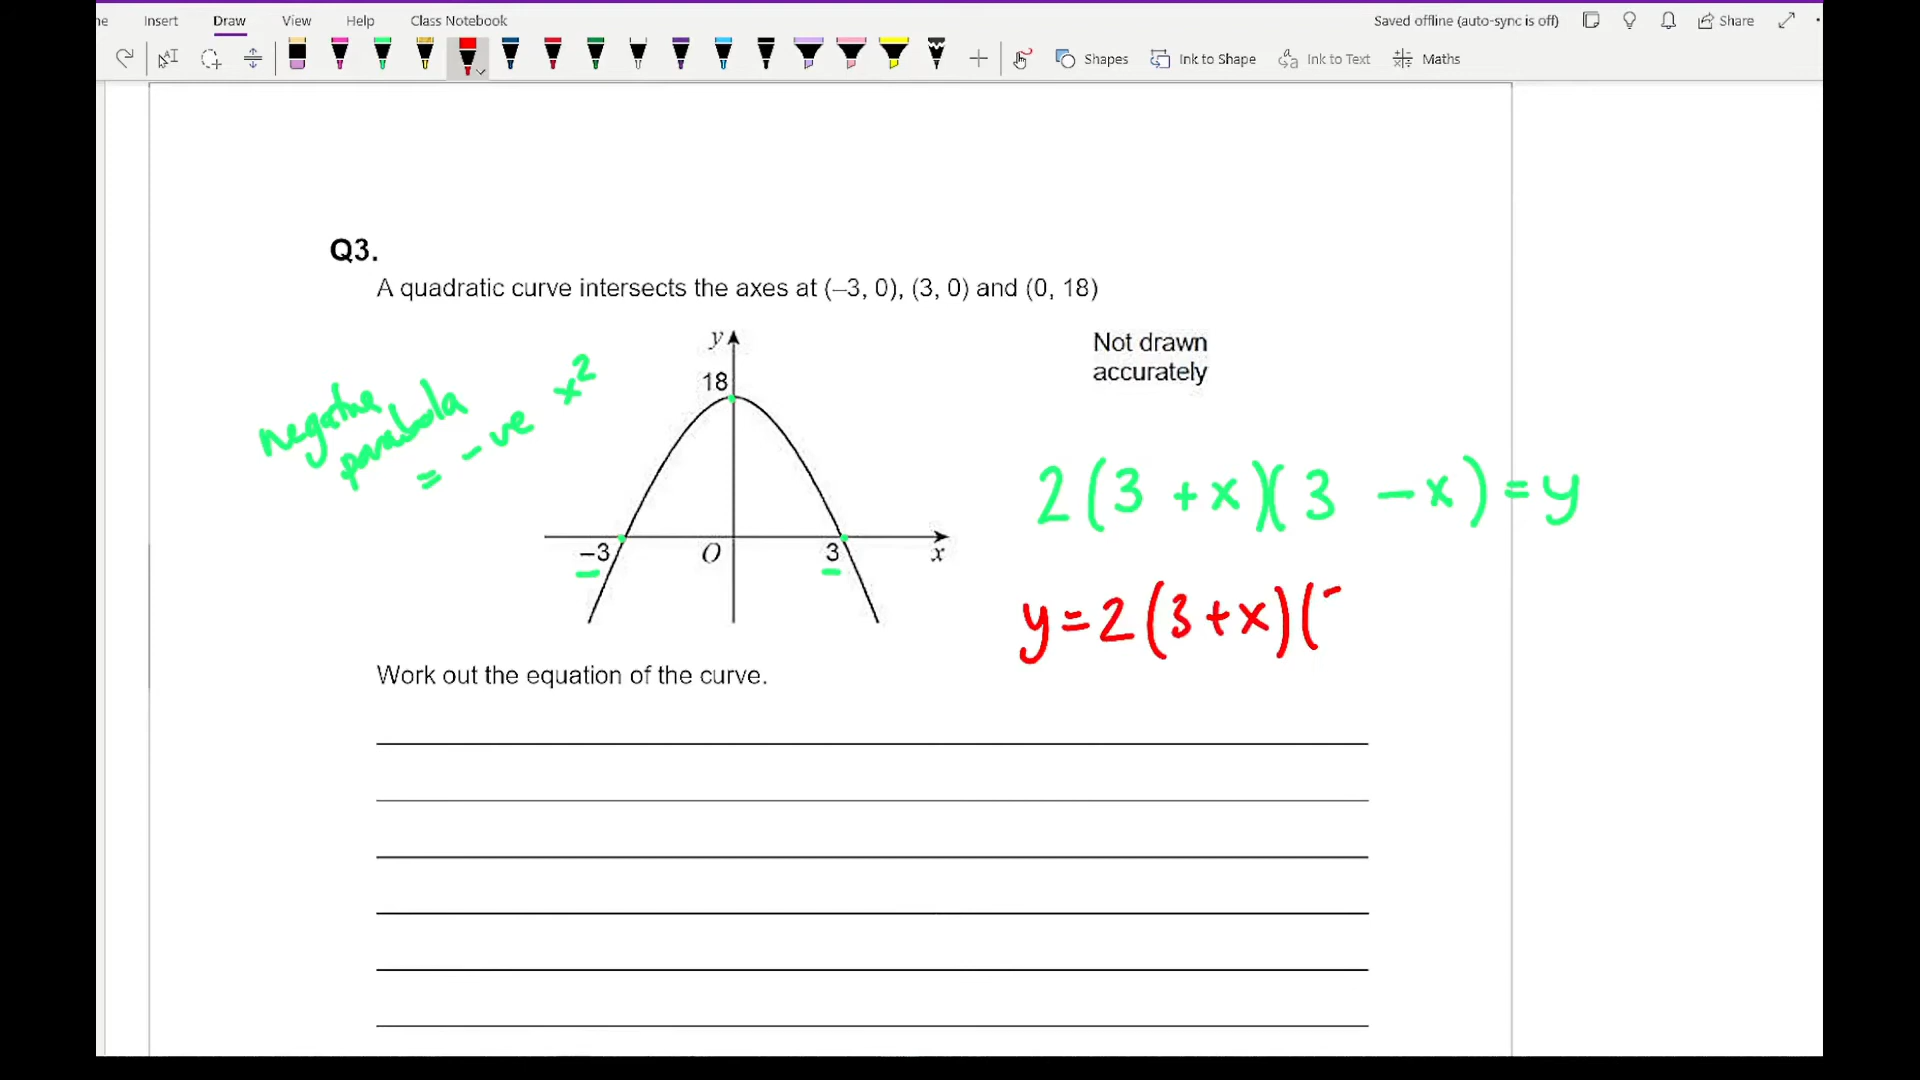 Insert Draw View Help Class Notebook Saved offline (auto-sync is off) Share
Shapes Ink to Shape Ink to Text Maths
Q3.
A quadratic curve intersects the axes at (–3, 0), (3, 0) and (0, 18)
Not drawn
accurately
y
18
–3
O
3
x
negative
parabola
= -ve x²
2(3 +x)(3 -x)=y
y=2(3+x)(
Work out the equation of the curve.